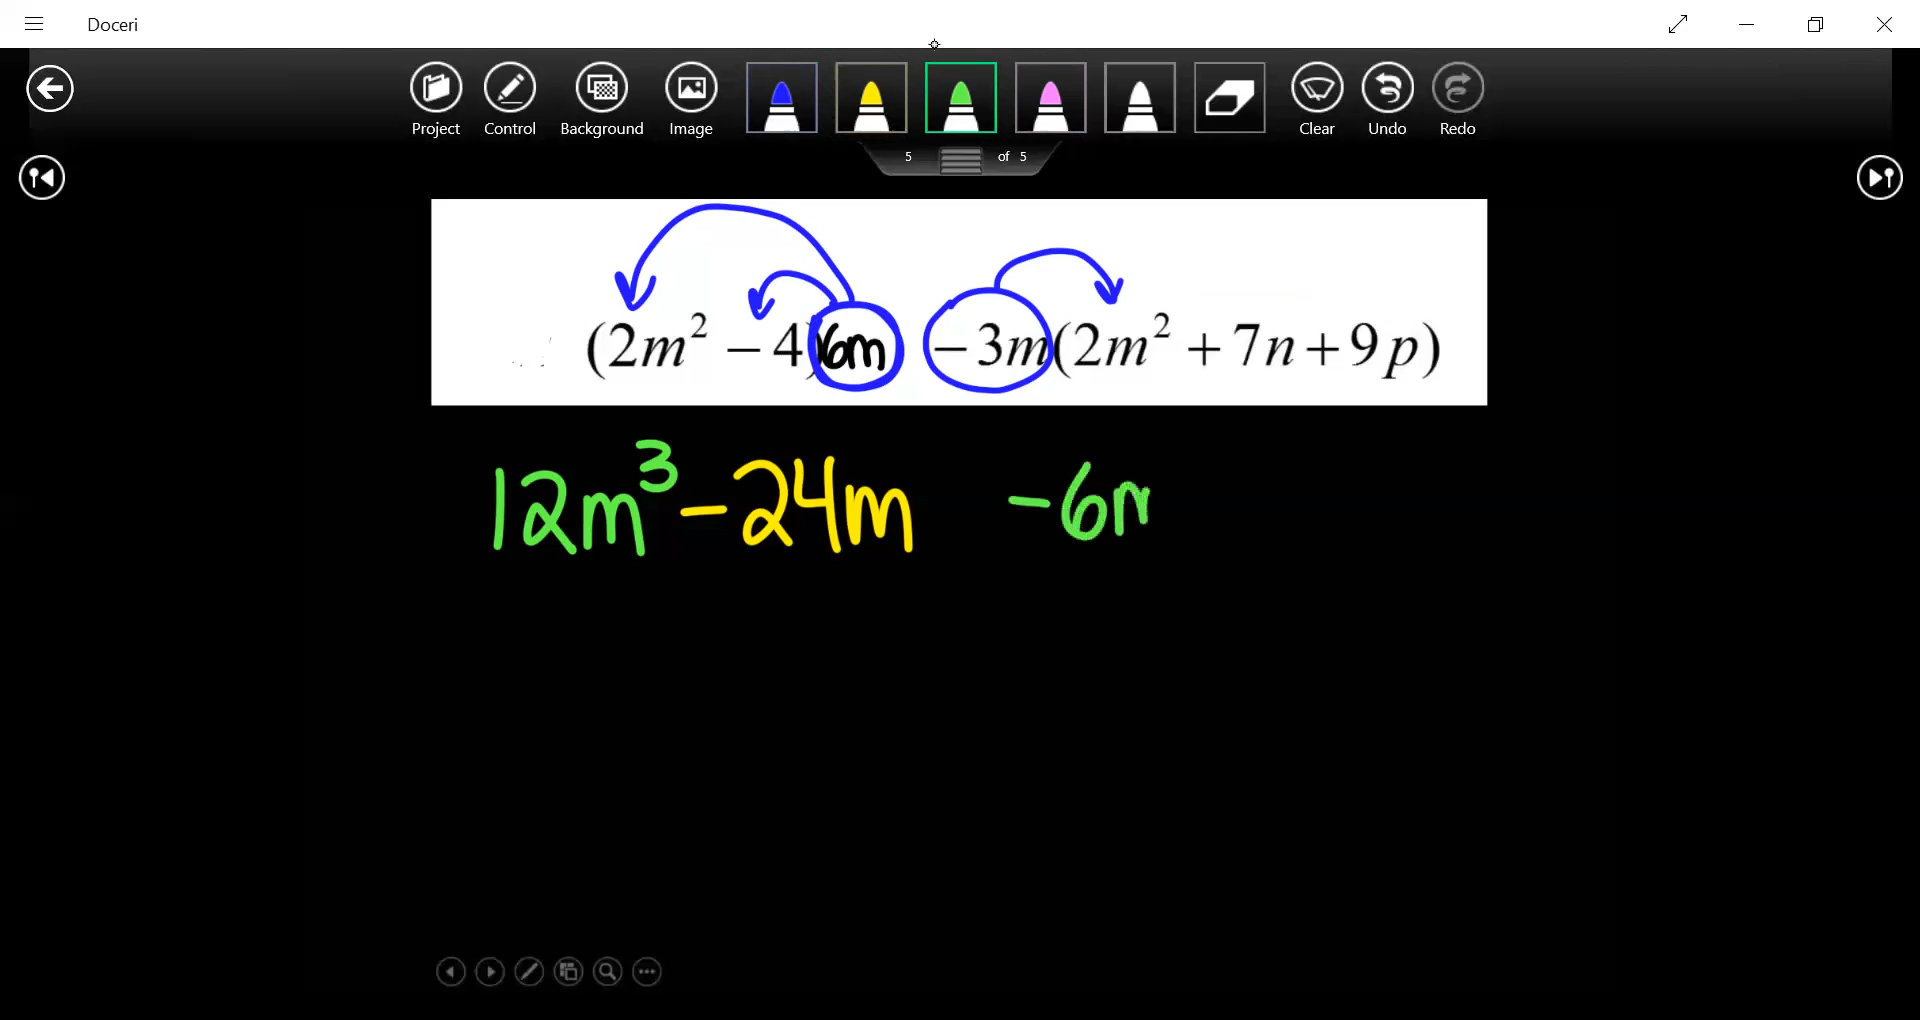 Doceri
Project Control Background Image Clear Undo Redo
5 of 5
(2m² − 4)6m −3m(2m² + 7n + 9p)
12m³ − 24m −6m